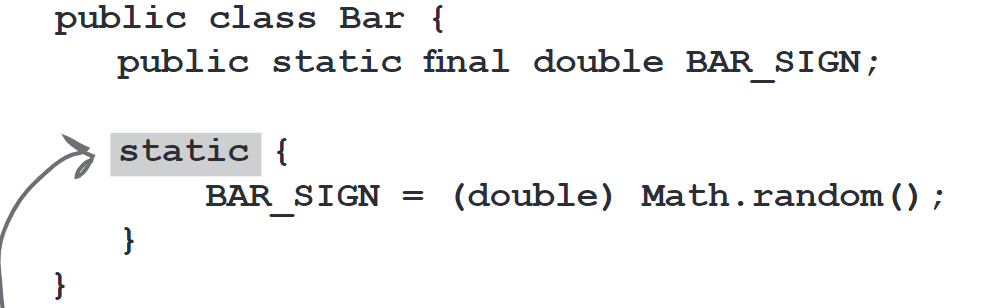 public class Bar {
public static final double BAR_SIGN;
static {
BAR_SIGN = (double) Math.random();
}
}